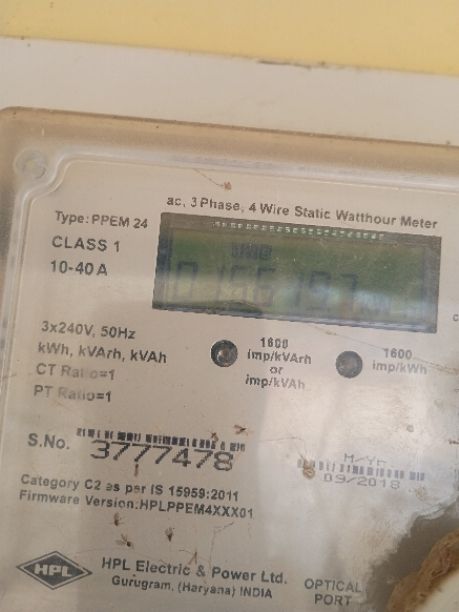 ac, 3 Phase, 4 Wire Static Watthour Meter
Type: PPEM 24
CLASS 1
10-40 A
3x240V, 50Hz
kWh, kVArh, kVAh
CT Ratio=1
PT Ratio=1
1600
imp/kVArh
or
imp/kVAh
1600
imp/kWh
S.No.
3777478
M/Yr
09/2018
Category C2 as per IS 15959:2011
Firmware Version:HPLPPEM4XXX01
HPL
HPL Electric & Power Ltd.
Gurugram, (Haryana) INDIA
OPTICAL
PORT